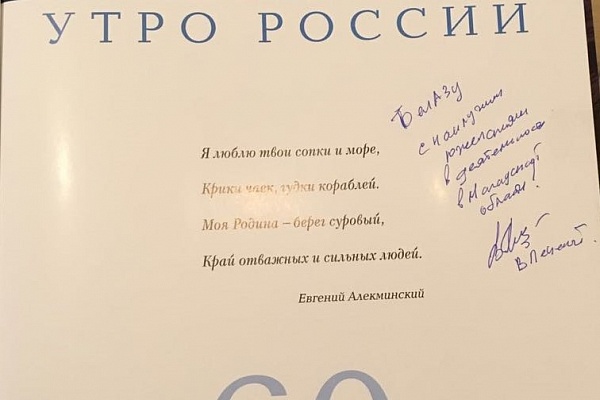 УТРО РОССИИ
Я люблю твои сопки и море,
Крики чаек, гудки кораблей.
Моя Родина – берег суровый,
Край отважных и сильных людей.
Евгений Алекминский
60
Балазу
с наилучшими
пожеланиями
в деятельности
в Магаданской
области!